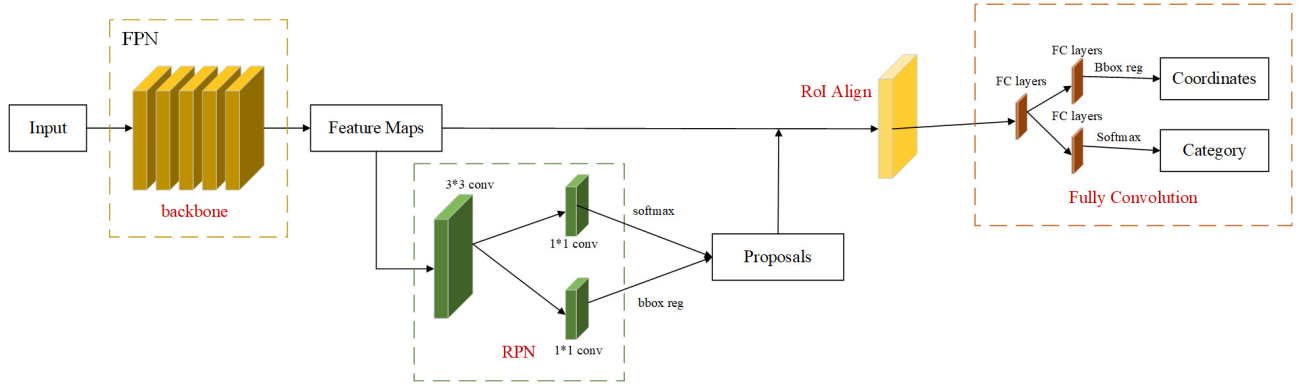 FPN
Input
backbone
Feature Maps
3*3 conv
1*1 conv
softmax
1*1 conv
bbox reg
RPN
Proposals
RoI Align
FC layers
FC layers
Bbox reg
Coordinates
FC layers
Softmax
Category
Fully Convolution